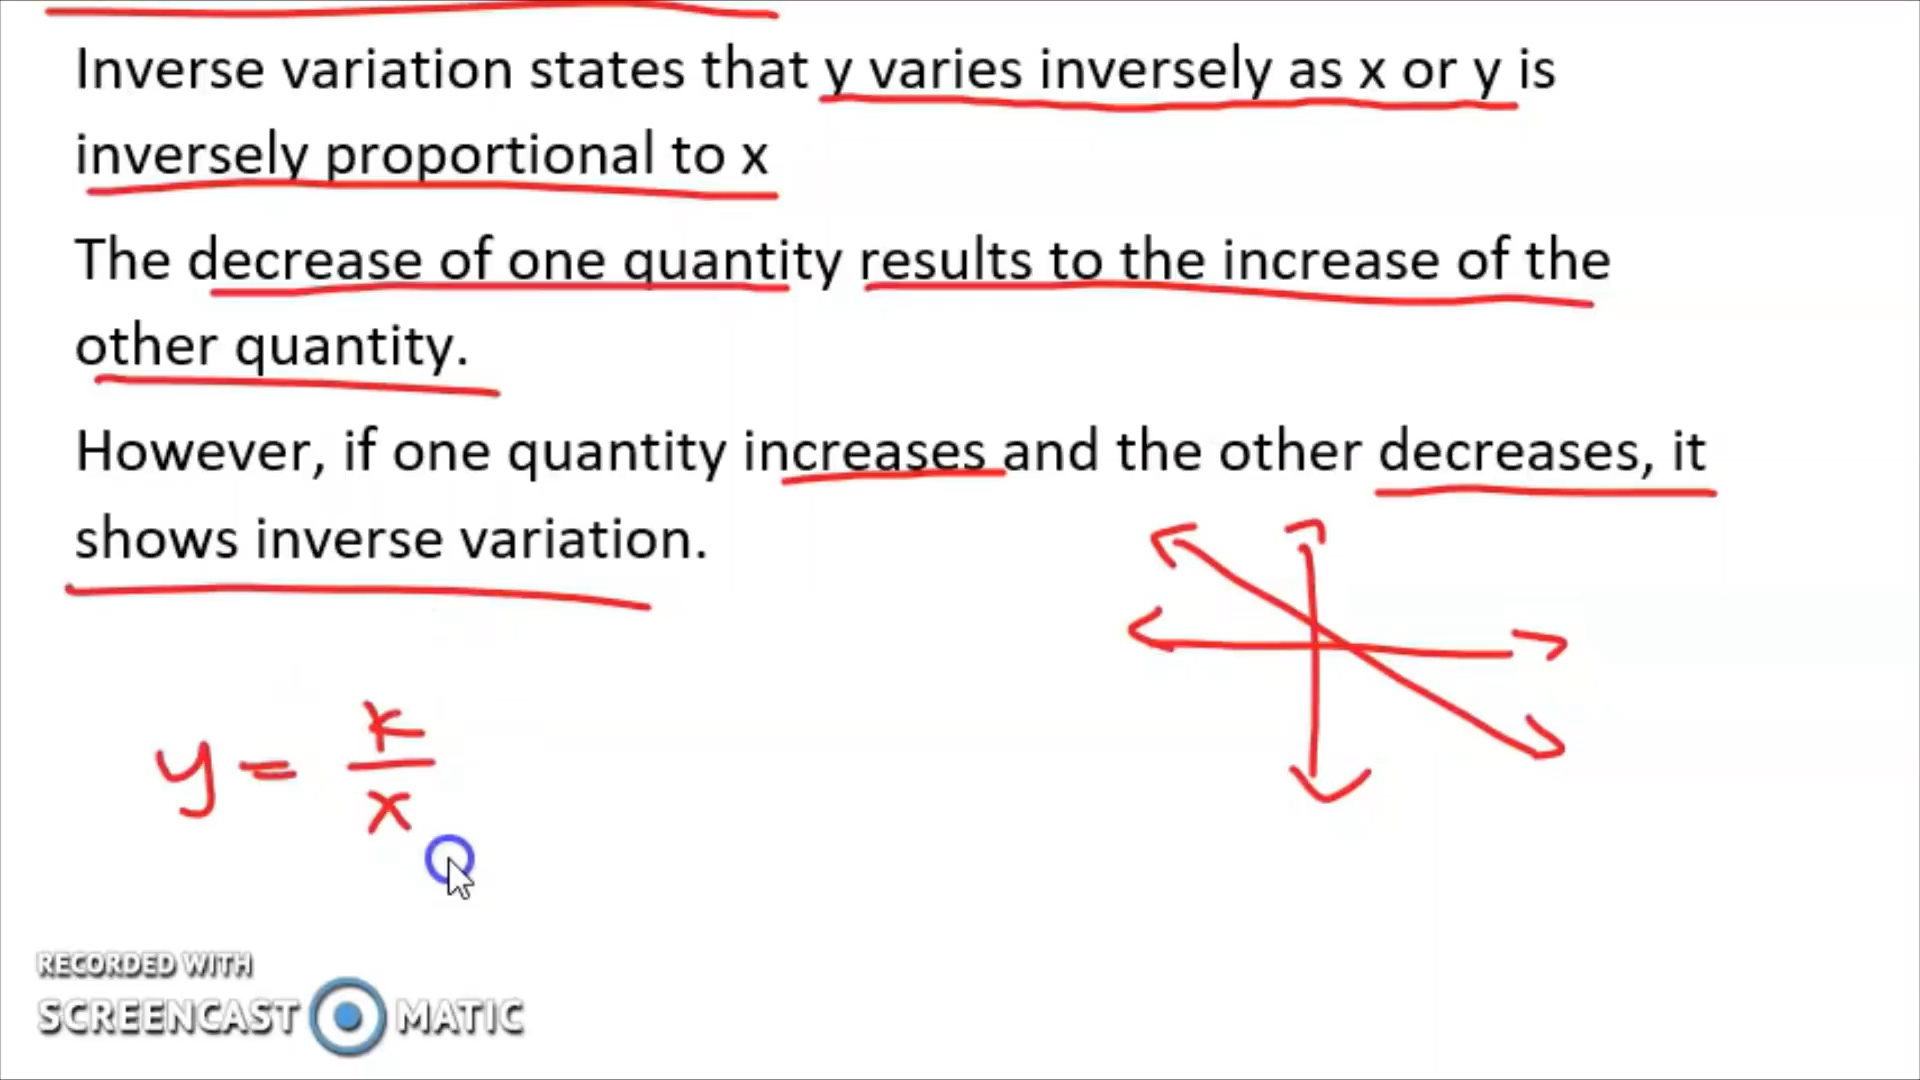 Inverse variation states that y varies inversely as x or y is
inversely proportional to x
The decrease of one quantity results to the increase of the
other quantity.
However, if one quantity increases and the other decreases, it
shows inverse variation.
y = k/x
RECORDED WITH
SCREENCAST MATIC